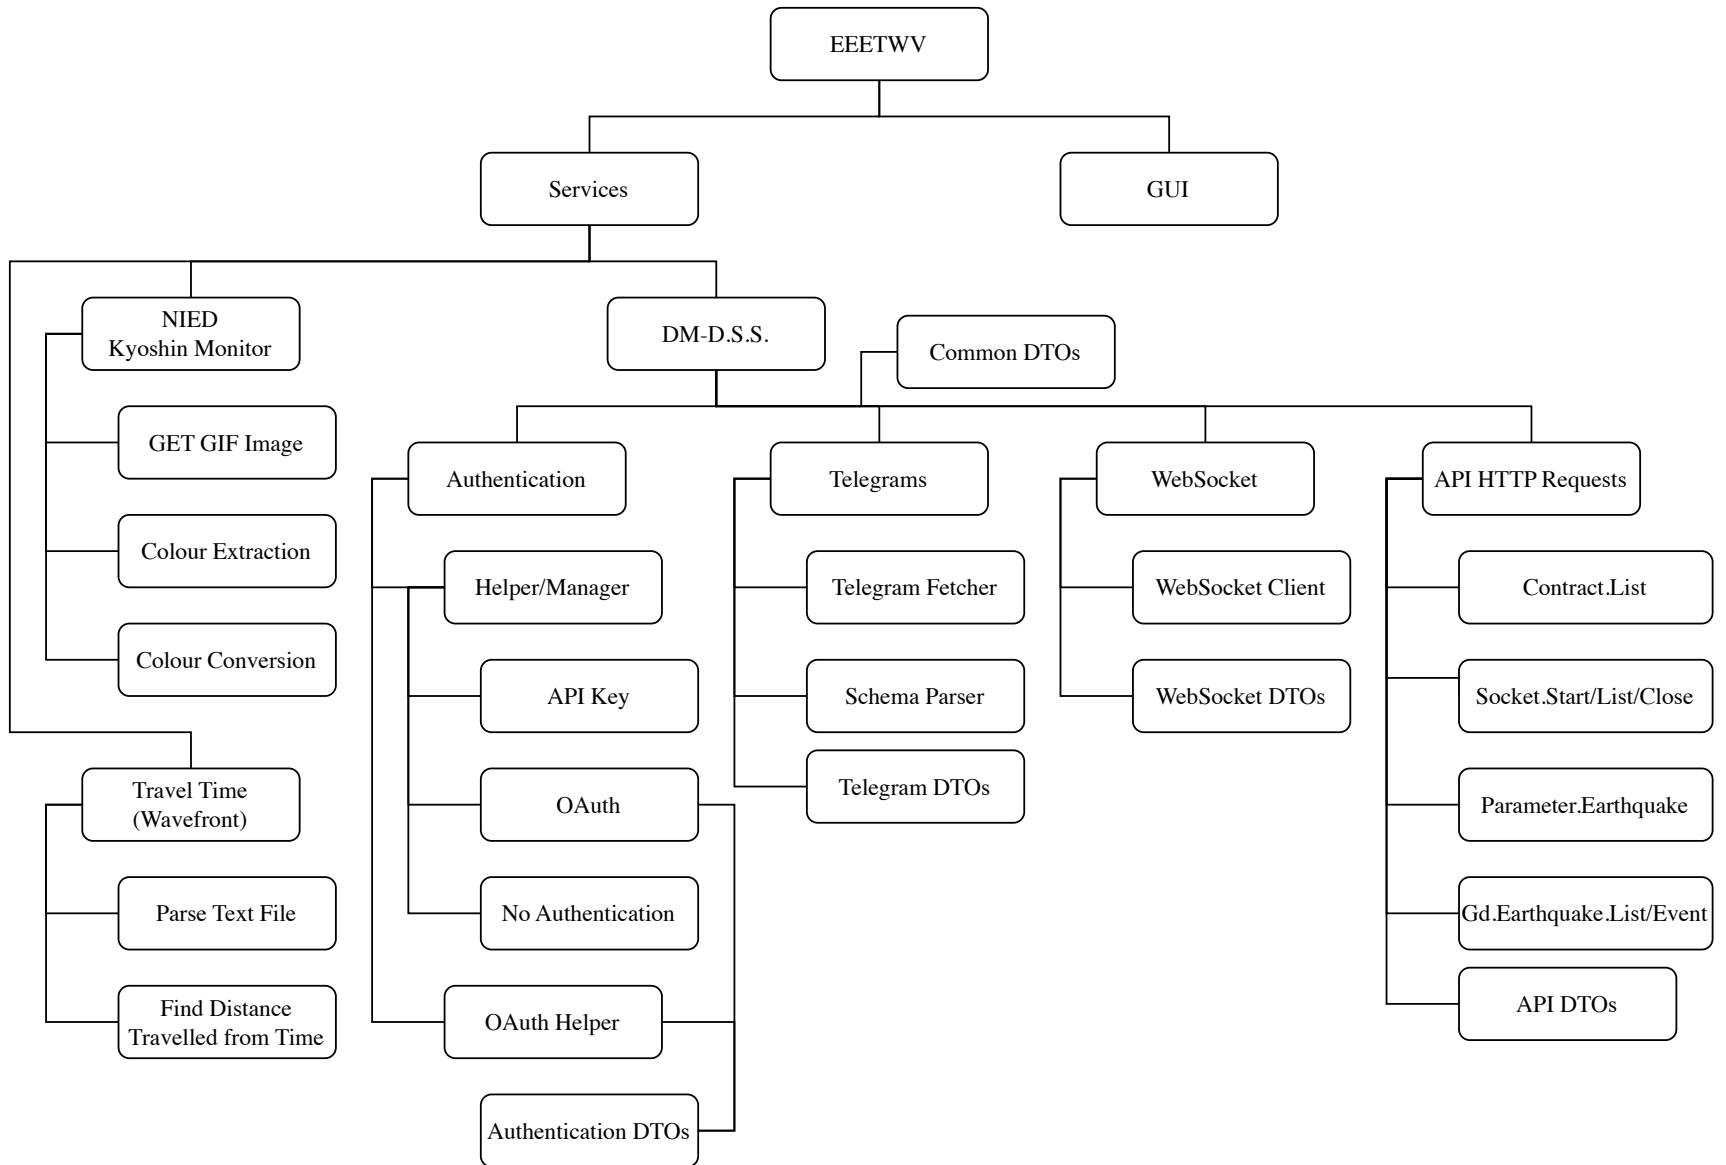 EEETWV
Services
GUI
NIED
Kyoshin Monitor
DM-D.S.S.
Common DTOs
GET GIF Image
Colour Extraction
Colour Conversion
Travel Time
(Wavefront)
Parse Text File
Find Distance
Travelled from Time
Authentication
Helper/Manager
API Key
OAuth
No Authentication
OAuth Helper
Authentication DTOs
Telegrams
Telegram Fetcher
Schema Parser
Telegram DTOs
WebSocket
WebSocket Client
WebSocket DTOs
API HTTP Requests
Contract.List
Socket.Start/List/Close
Parameter.Earthquake
Gd.Earthquake.List/Event
API DTOs